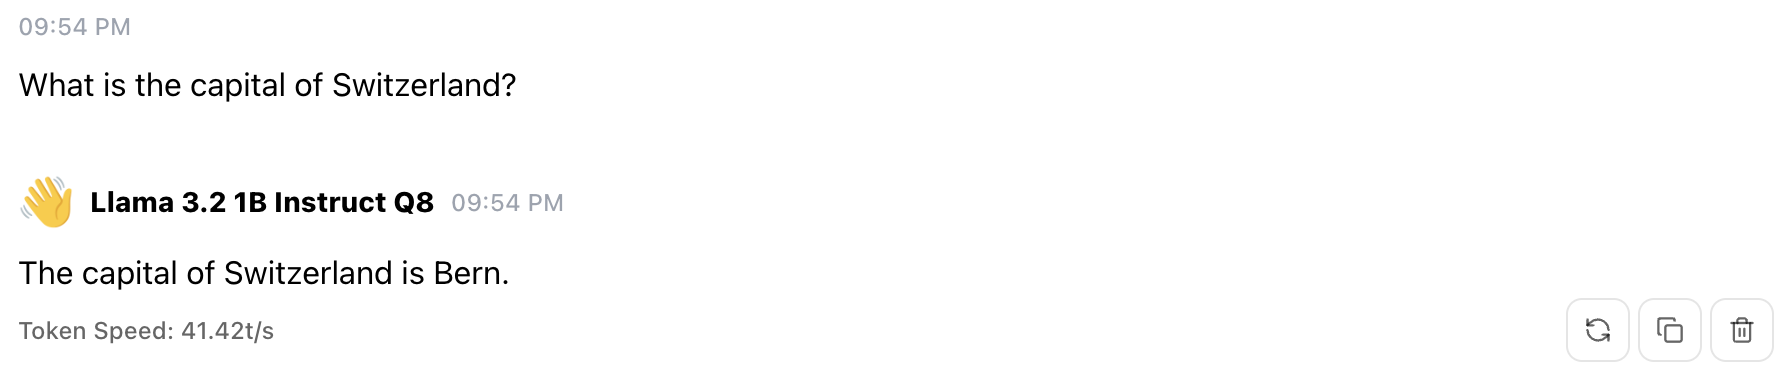 09:54 PM
What is the capital of Switzerland?
Llama 3.2 1B Instruct Q8 09:54 PM
The capital of Switzerland is Bern.
Token Speed: 41.42t/s